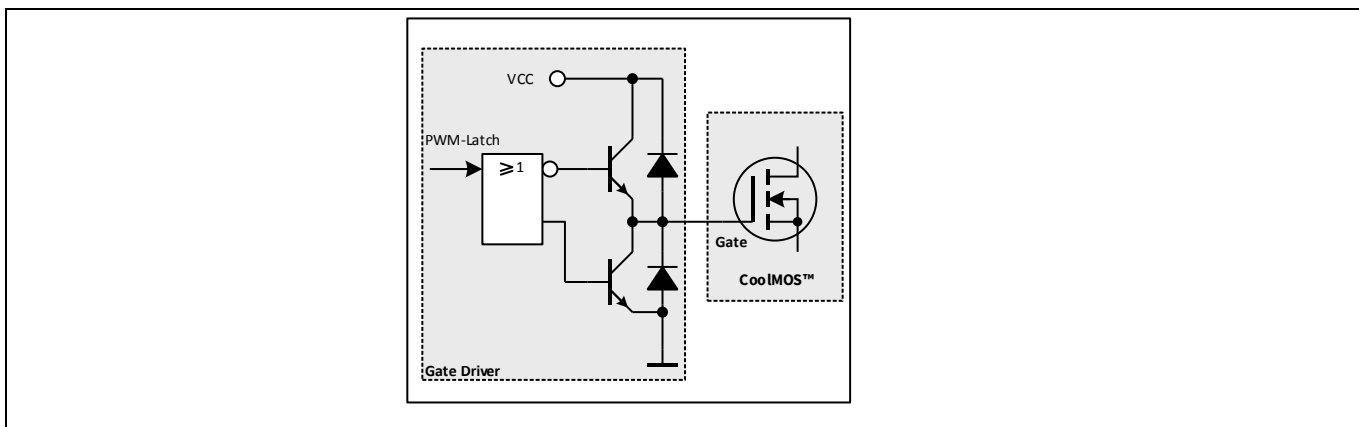 VCC
PWM-Latch
⩾1
Gate
CoolMOS™
Gate Driver